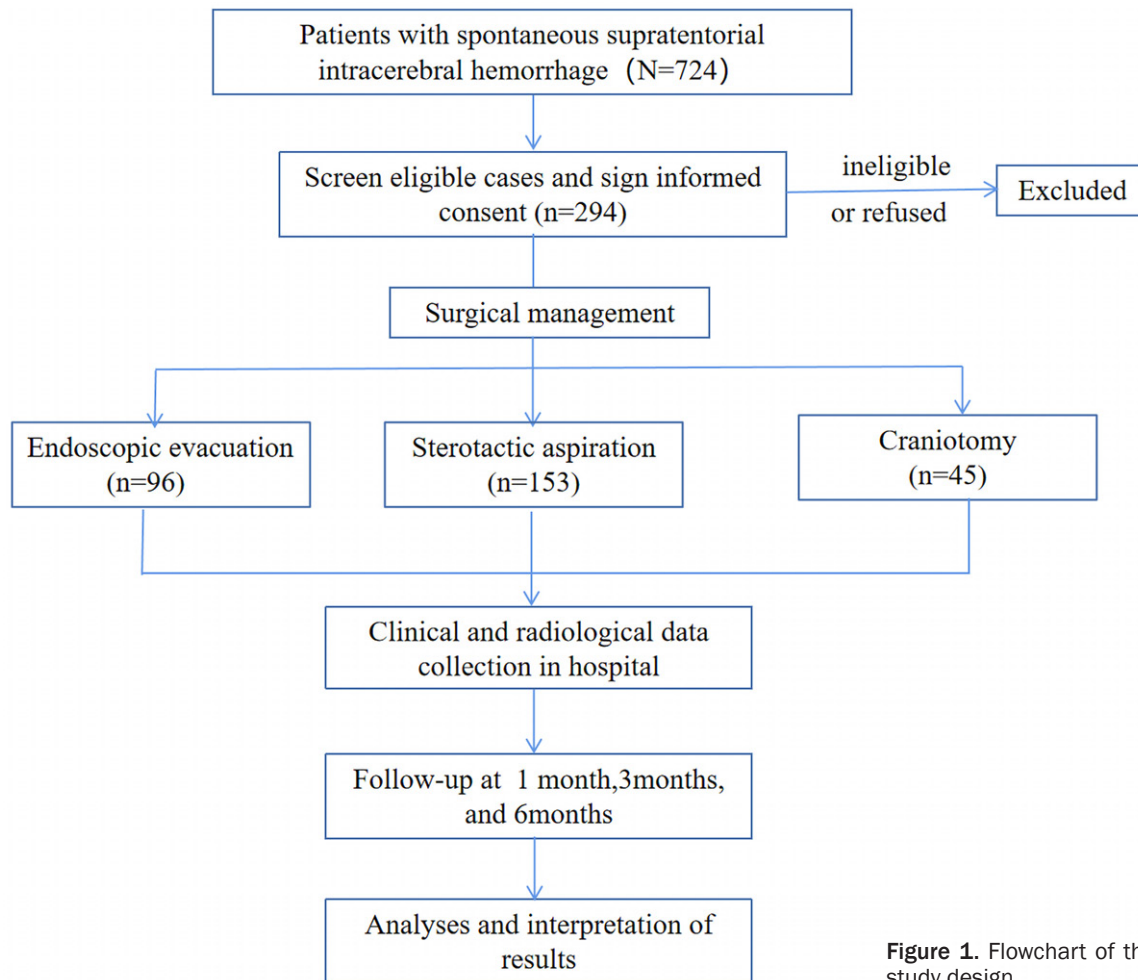 Patients with spontaneous supratentorial
intracerebral hemorrhage (N=724)
Screen eligible cases and sign informed
consent (n=294)
ineligible
or refused
Excluded
Surgical management
Endoscopic evacuation
(n=96)
Sterotactic aspiration
(n=153)
Craniotomy
(n=45)
Clinical and radiological data
collection in hospital
Follow-up at 1 month,3months,
and 6months
Analyses and interpretation of
results
Figure 1. Flowchart of
study design